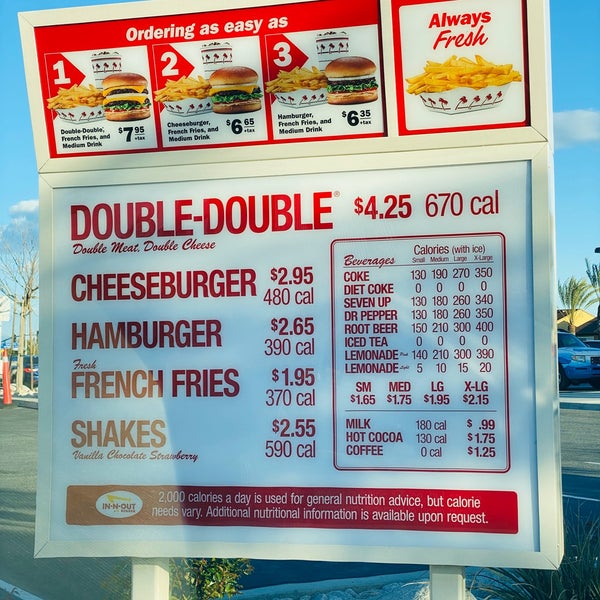 Ordering as easy as
Always
Fresh
1
Double-Double,
French Fries, and
Medium Drink
$7.95
+tax
2
Cheeseburger,
French Fries, and
Medium Drink
$6.65
+tax
3
Hamburger,
French Fries, and
Medium Drink
$6.35
+tax
DOUBLE-DOUBLE® $4.25 670 cal
Double Meat, Double Cheese
CHEESEBURGER $2.95
480 cal
HAMBURGER $2.65
390 cal
Fresh
FRENCH FRIES $1.95
370 cal
SHAKES $2.55
Vanilla Chocolate Strawberry 590 cal
Calories (with ice)
Beverages Small Medium Large X-Large
COKE 130 190 270 350
DIET COKE 0 0 0 0
SEVEN UP 130 180 260 340
DR PEPPER 130 180 260 350
ROOT BEER 150 210 300 400
ICED TEA 0 0 0 0
LEMONADE Pink 140 210 300 390
LEMONADE Light 5 10 15 20
SM MED LG X-LG
$1.65 $1.75 $1.95 $2.15
MILK 180 cal $ .99
HOT COCOA 130 cal $1.75
COFFEE 0 cal $1.25
IN-N-OUT
BURGER
2,000 calories a day is used for general nutrition advice, but calorie
needs vary. Additional nutritional information is available upon request.